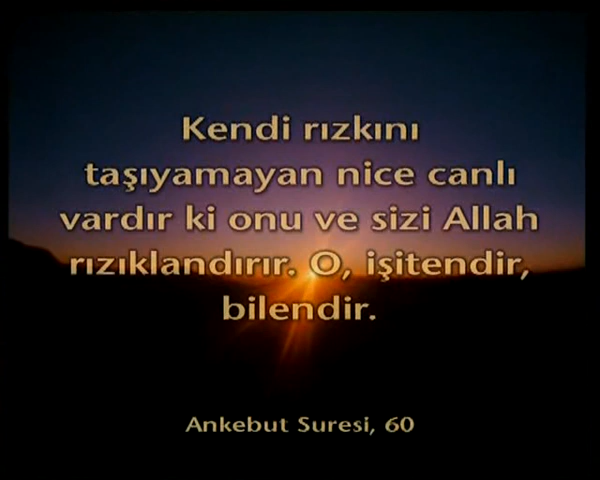 Kendi rızkını
taşıyamayan nice canlı
vardır ki onu ve sizi Allah
rızıklandırır. O, işitendir,
bilendir.
Ankebut Suresi, 60